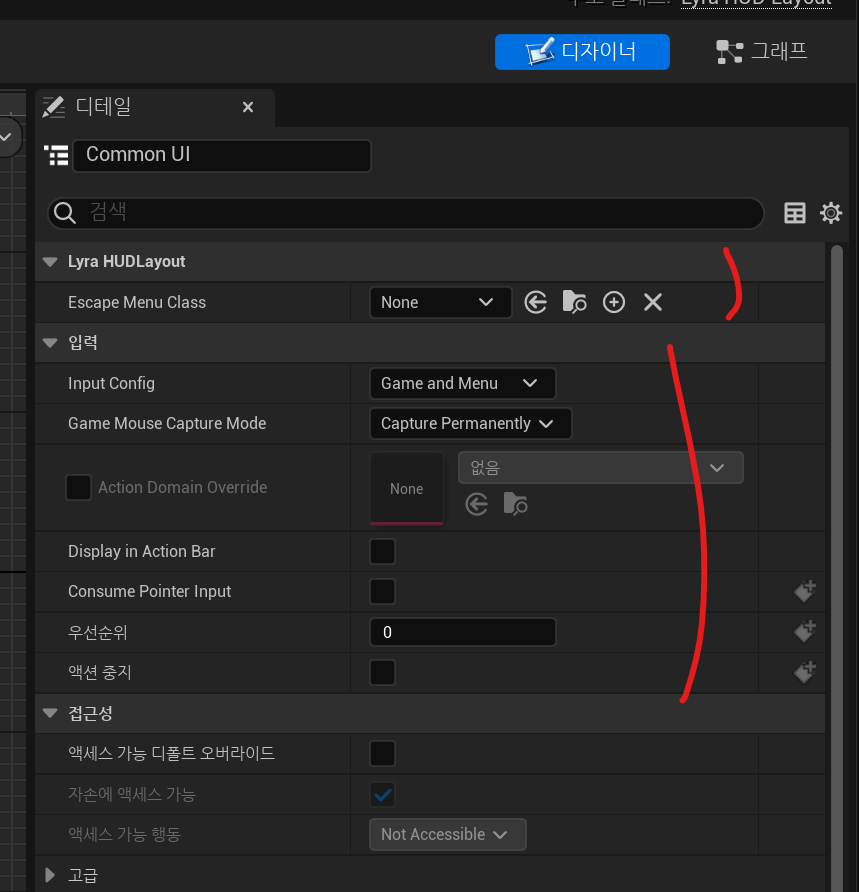 Lyra HUD Layout
디자이너
그래프
디테일
Common UI
검색
Lyra HUDLayout
Escape Menu Class
None
입력
Input Config
Game and Menu
Game Mouse Capture Mode
Capture Permanently
Action Domain Override
None
없음
Display in Action Bar
Consume Pointer Input
우선순위
0
액션 중지
접근성
액세스 가능 디폴트 오버라이드
자손에 액세스 가능
액세스 가능 행동
Not Accessible
고급